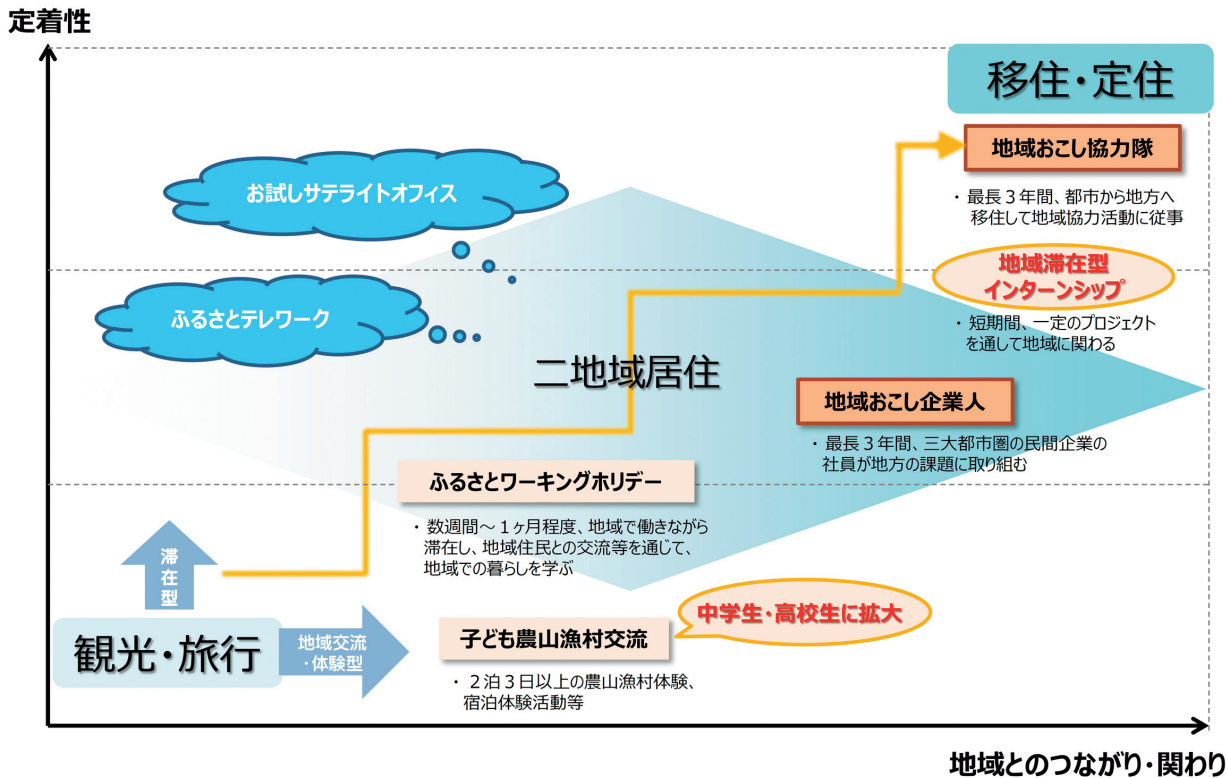 定着性
移住・定住
地域おこし協力隊
・最長３年間、都市から地方へ
移住して地域協力活動に従事
お試しサテライトオフィス
地域滞在型
インターンシップ
・短期間、一定のプロジェクト
を通して地域に関わる
ふるさとテレワーク
二地域居住
地域おこし企業人
・最長３年間、三大都市圏の民間企業の
社員が地方の課題に取り組む
ふるさとワーキングホリデー
・数週間～１ヶ月程度、地域で働きながら
滞在し、地域住民との交流等を通じて、
地域での暮らしを学ぶ
滞在型
観光・旅行
地域交流
・体験型
子ども農山漁村交流
中学生・高校生に拡大
・２泊３日以上の農山漁村体験、
宿泊体験活動等
地域とのつながり・関わり